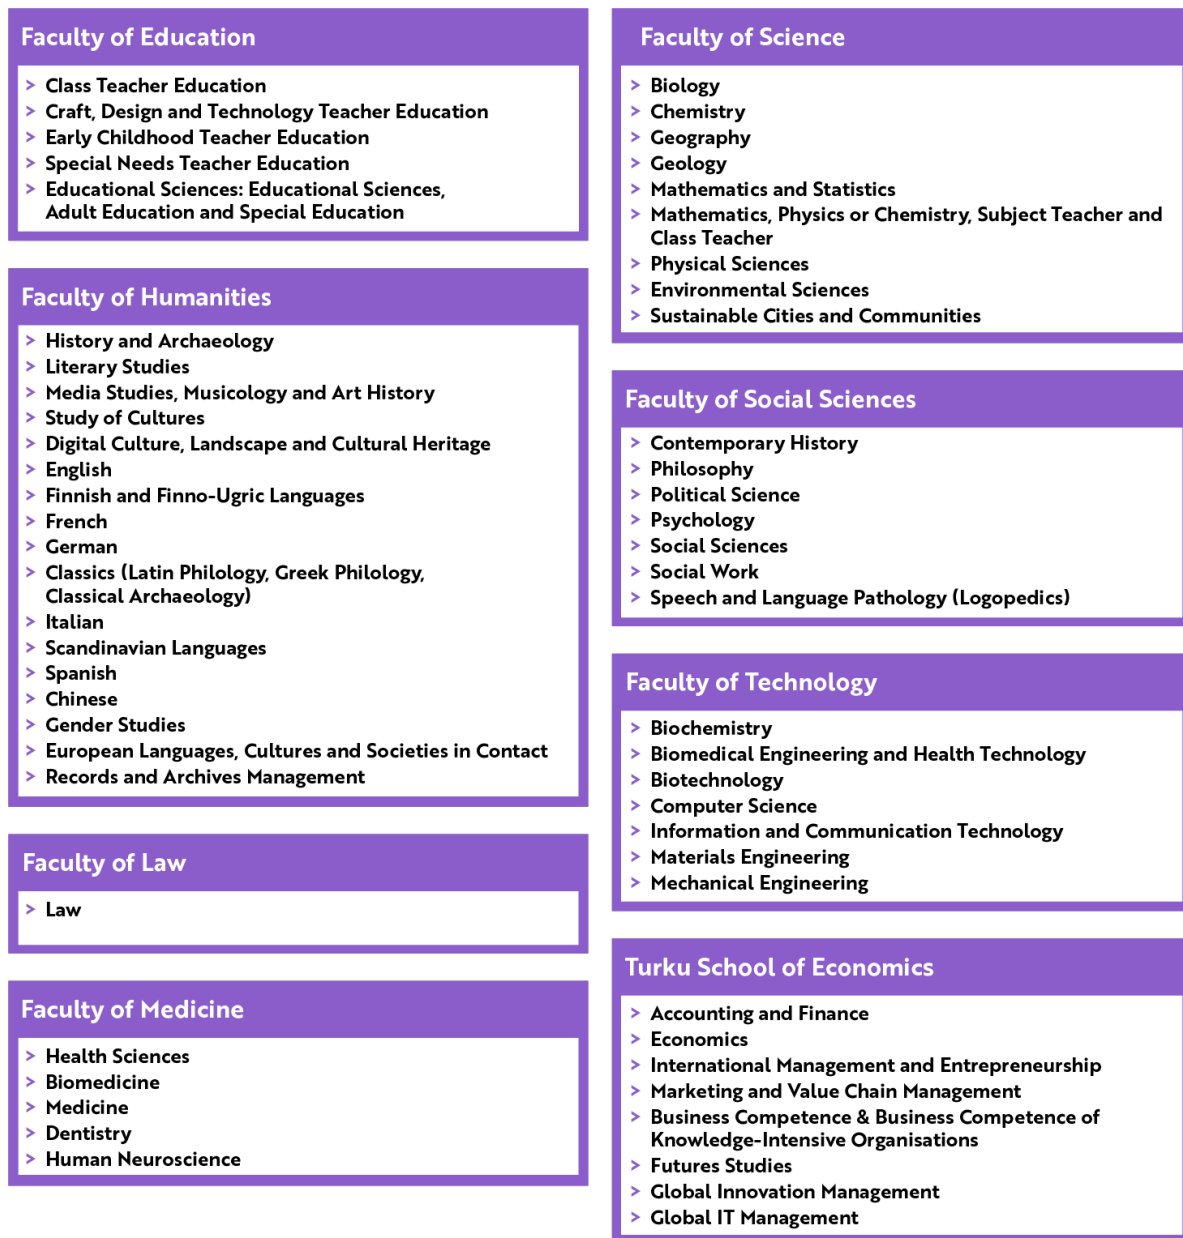 Faculty of Education
> Class Teacher Education
> Craft, Design and Technology Teacher Education
> Early Childhood Teacher Education
> Special Needs Teacher Education
> Educational Sciences: Educational Sciences,
Adult Education and Special Education
Faculty of Humanities
> History and Archaeology
> Literary Studies
> Media Studies, Musicology and Art History
> Study of Cultures
> Digital Culture, Landscape and Cultural Heritage
> English
> Finnish and Finno-Ugric Languages
> French
> German
> Classics (Latin Philology, Greek Philology,
Classical Archaeology)
> Italian
> Scandinavian Languages
> Spanish
> Chinese
> Gender Studies
> European Languages, Cultures and Societies in Contact
> Records and Archives Management
Faculty of Law
> Law
Faculty of Medicine
> Health Sciences
> Biomedicine
> Medicine
> Dentistry
> Human Neuroscience
Faculty of Science
> Biology
> Chemistry
> Geography
> Geology
> Mathematics and Statistics
> Mathematics, Physics or Chemistry, Subject Teacher and
Class Teacher
> Physical Sciences
> Environmental Sciences
> Sustainable Cities and Communities
Faculty of Social Sciences
> Contemporary History
> Philosophy
> Political Science
> Psychology
> Social Sciences
> Social Work
> Speech and Language Pathology (Logopedics)
Faculty of Technology
> Biochemistry
> Biomedical Engineering and Health Technology
> Biotechnology
> Computer Science
> Information and Communication Technology
> Materials Engineering
> Mechanical Engineering
Turku School of Economics
> Accounting and Finance
> Economics
> International Management and Entrepreneurship
> Marketing and Value Chain Management
> Business Competence & Business Competence of
Knowledge-Intensive Organisations
> Futures Studies
> Global Innovation Management
> Global IT Management